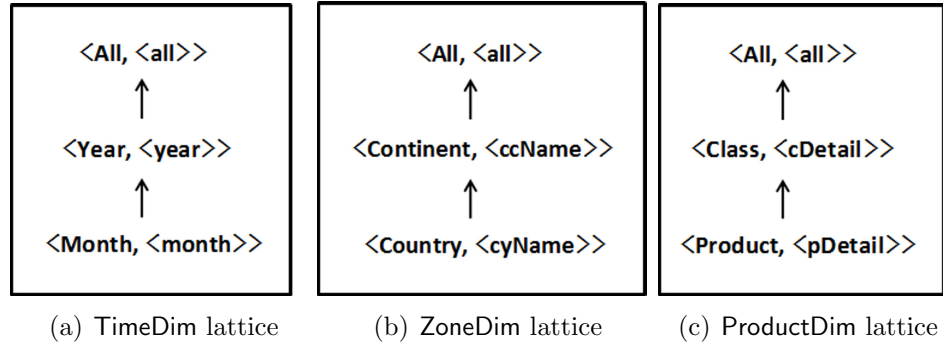 <All, <all>>
<Year, <year>>
<Month, <month>>
(a) TimeDim lattice
<All, <all>>
<Continent, <ccName>>
<Country, <cyName>>
(b) ZoneDim lattice
<All, <all>>
<Class, <cDetail>>
<Product, <pDetail>>
(c) ProductDim lattice